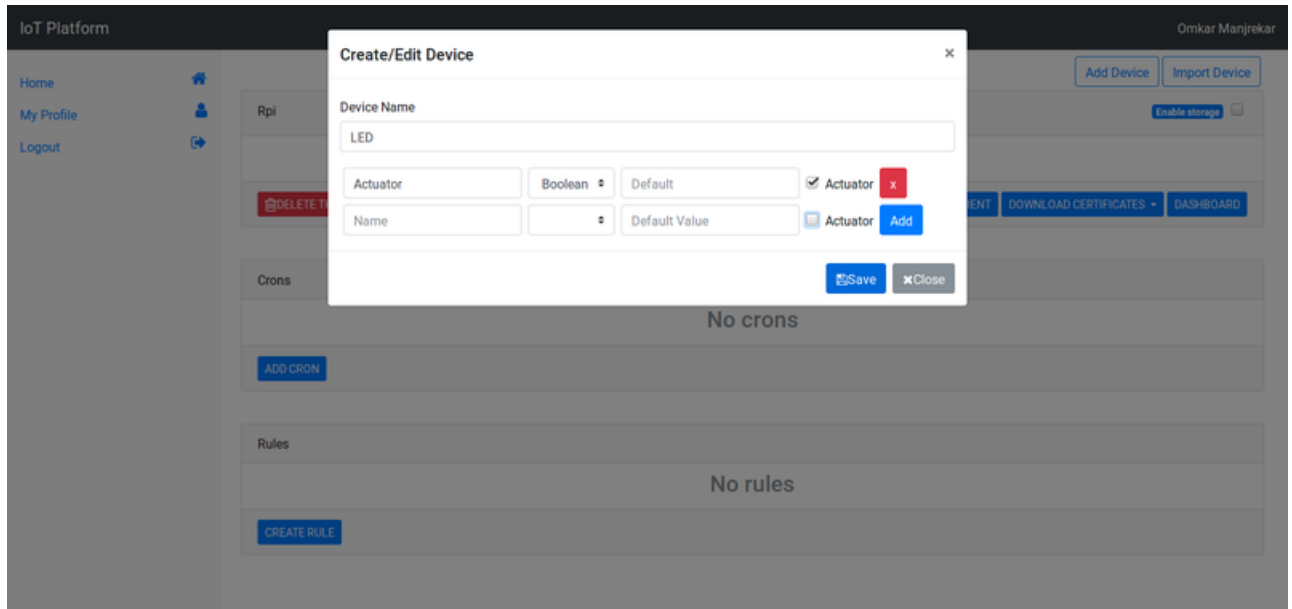 IoT Platform
Omkar Manjrekar
Home
My Profile
Logout
Add Device
Import Device
Create/Edit Device
×
Device Name
LED
Actuator
Boolean
Default
Actuator
x
Name
Default Value
Actuator
Add
Save
×Close
Rpi
Enable storage
DELETE
DOWNLOAD CERTIFICATES
DASHBOARD
Crons
No crons
ADD CRON
Rules
No rules
CREATE RULE